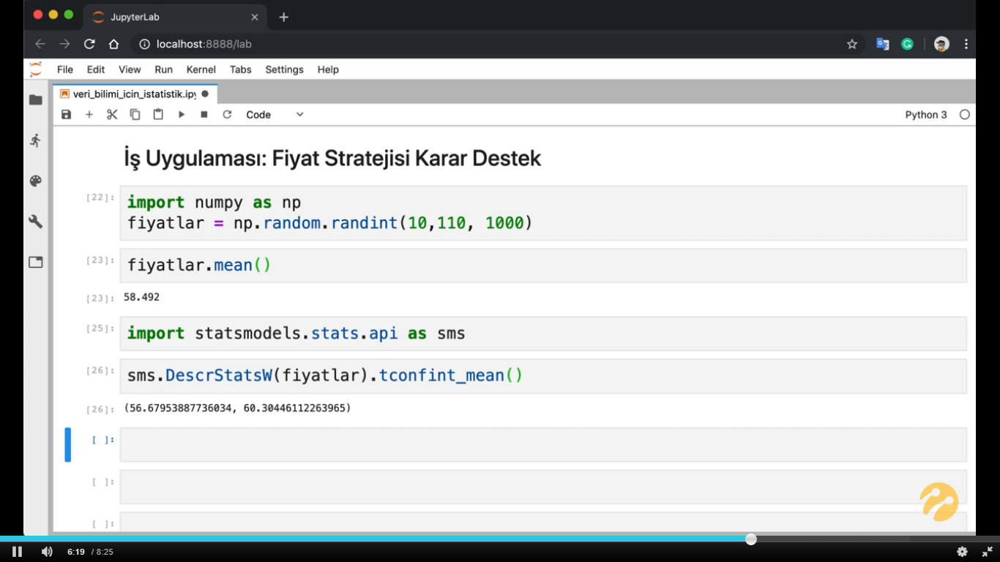 JupyterLab
localhost:8888/lab
File Edit View Run Kernel Tabs Settings Help
veri_bilimi_icin_istatistik.ipy
Code
Python 3
İş Uygulaması: Fiyat Stratejisi Karar Destek
[22]: import numpy as np
fiyatlar = np.random.randint(10,110, 1000)
[23]: fiyatlar.mean()
[23]: 58.492
[25]: import statsmodels.stats.api as sms
[26]: sms.DescrStatsW(fiyatlar).tconfint_mean()
[26]: (56.67953887736034, 60.30446112263965)
[ ]:
[ ]:
[ ]:
6:19 / 8:25